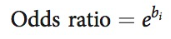 Odds ratio = e^{b_i}